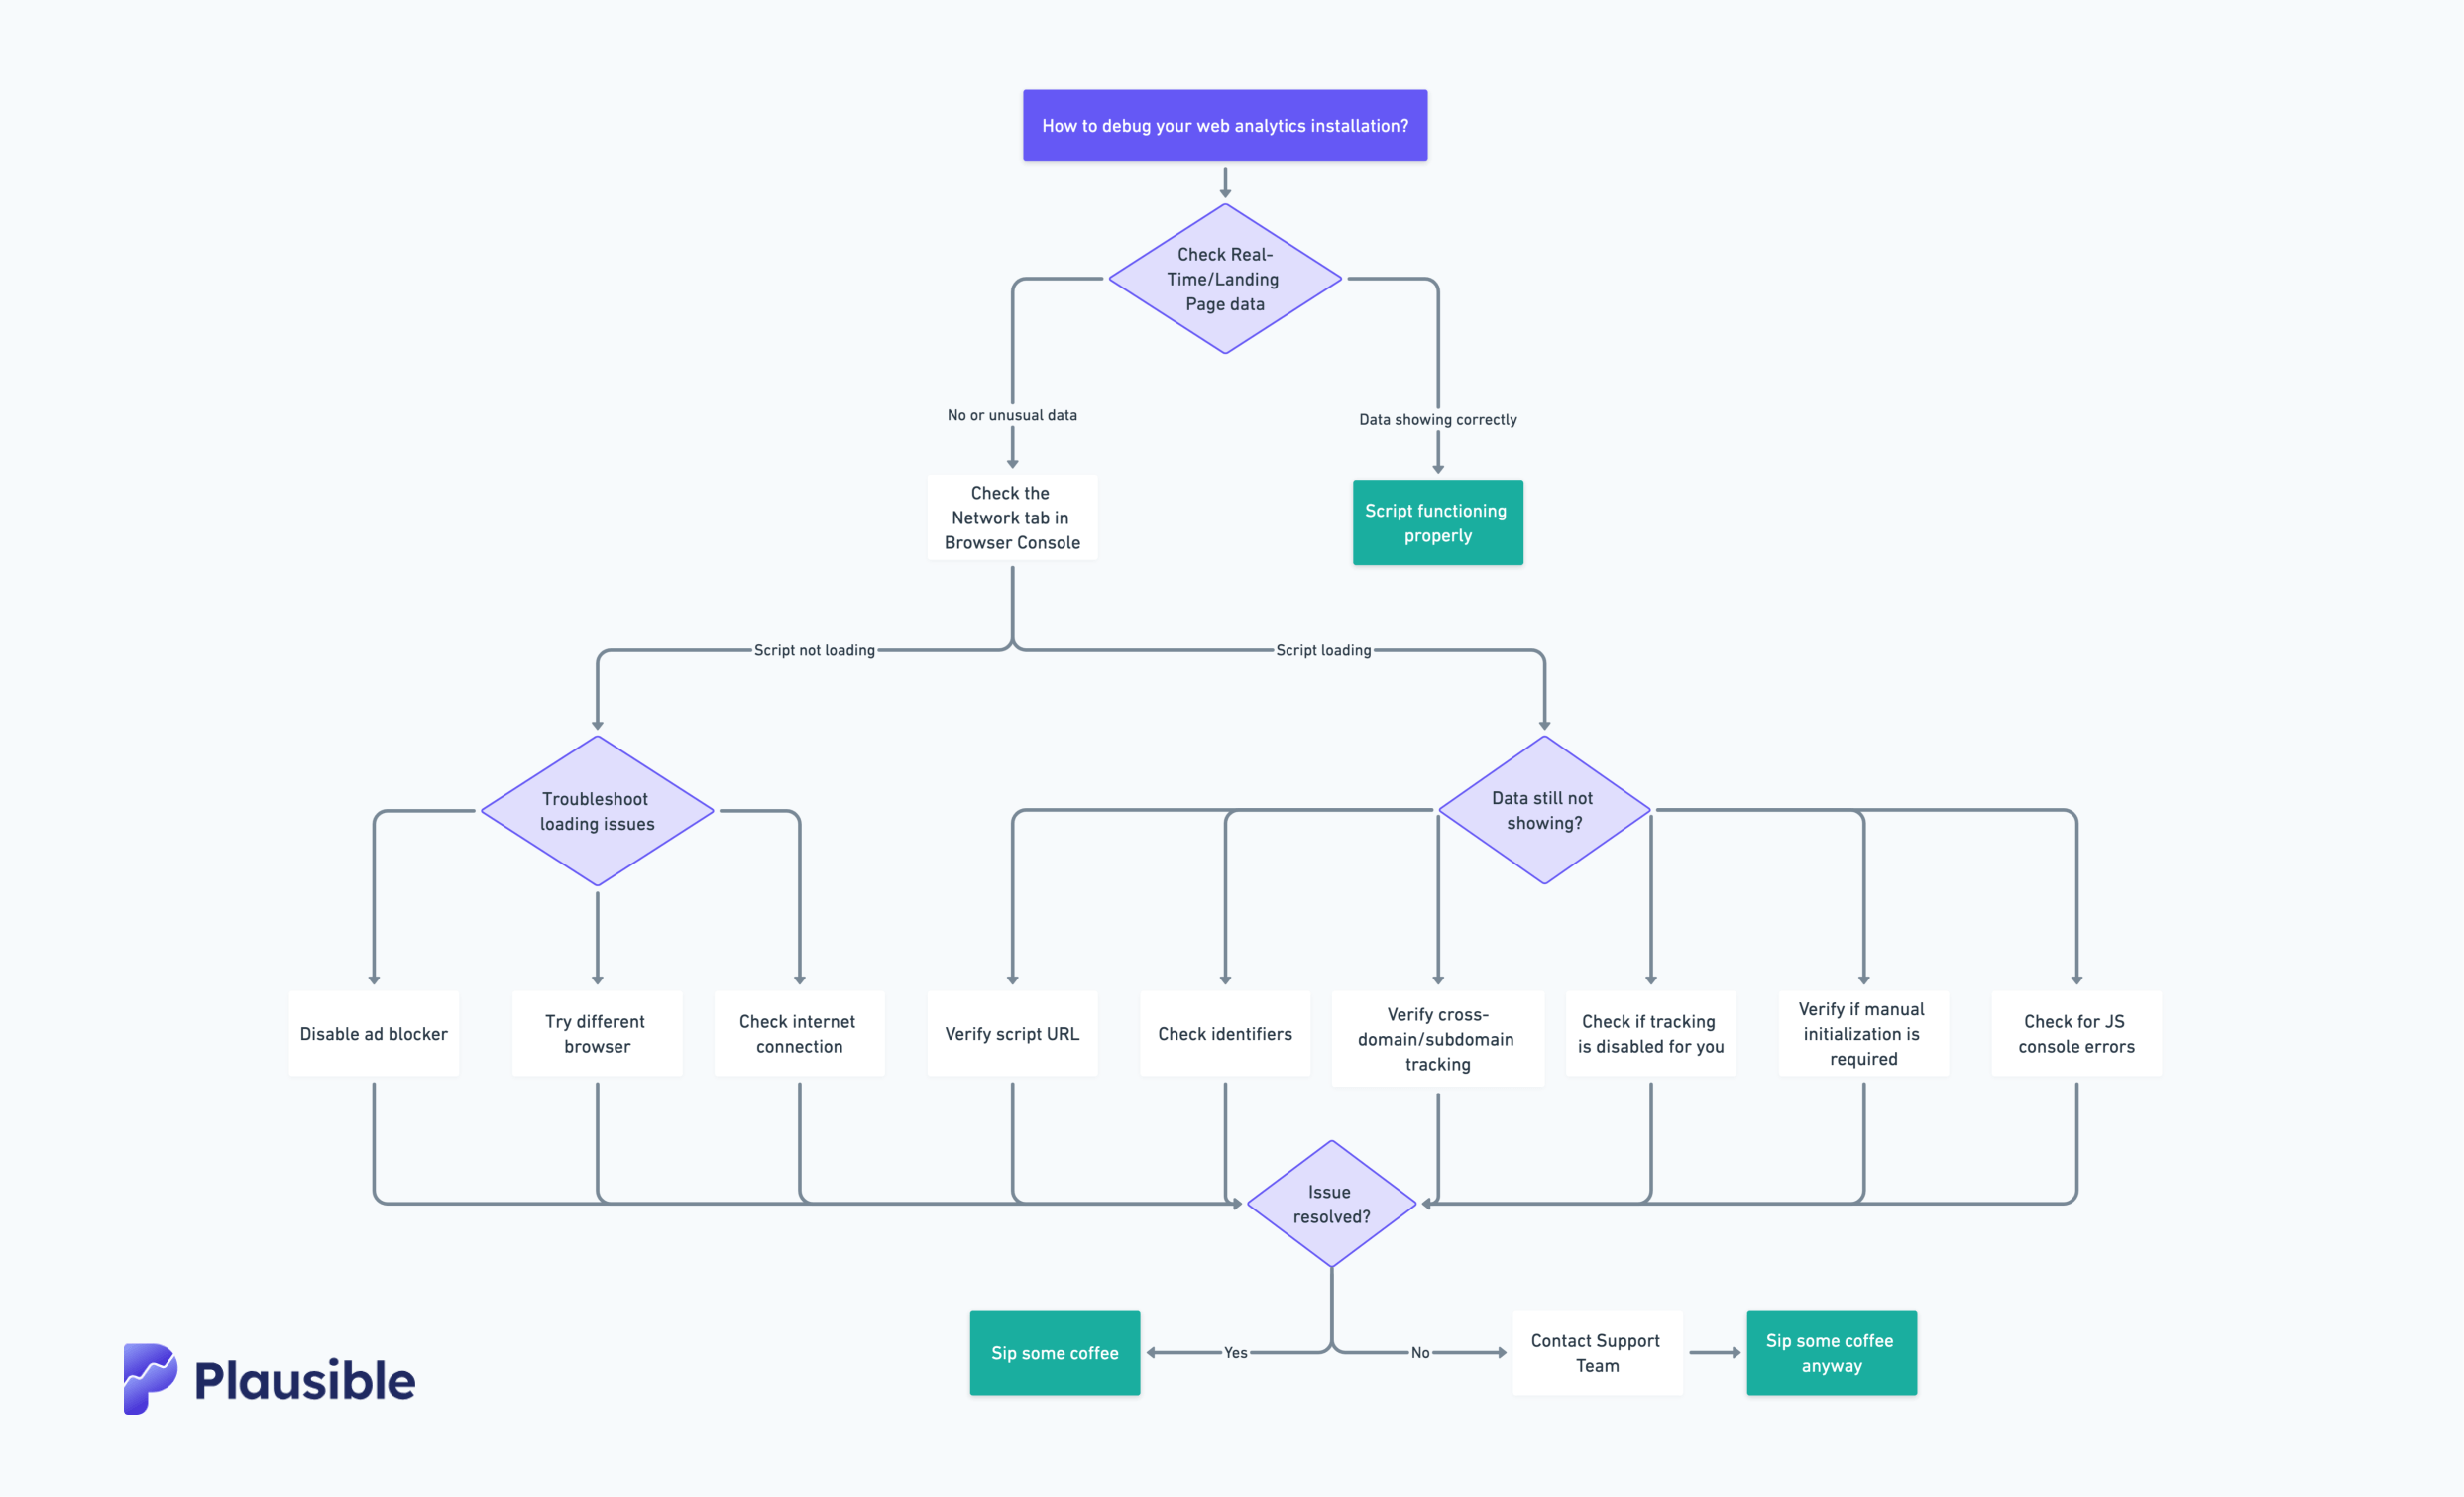 How to debug your web analytics installation?
Check Real-
Time/Landing
Page data
No or unusual data
Data showing correctly
Check the
Network tab in
Browser Console
Script functioning
properly
Script not loading
Script loading
Troubleshoot
loading issues
Data still not
showing?
Disable ad blocker
Try different
browser
Check internet
connection
Verify script URL
Check identifiers
Verify cross-
domain/subdomain
tracking
Check if tracking
is disabled for you
Verify if manual
initialization is
required
Check for JS
console errors
Issue
resolved?
Sip some coffee
Yes
No
Contact Support
Team
Sip some coffee
anyway
Plausible